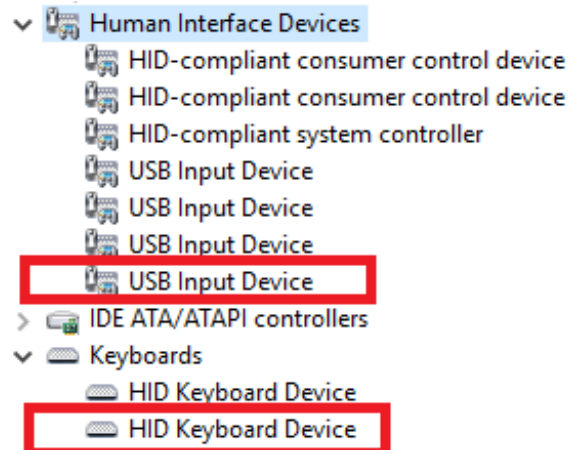 Human Interface Devices
HID-compliant consumer control device
HID-compliant consumer control device
HID-compliant system controller
USB Input Device
USB Input Device
USB Input Device
USB Input Device
IDE ATA/ATAPI controllers
Keyboards
HID Keyboard Device
HID Keyboard Device